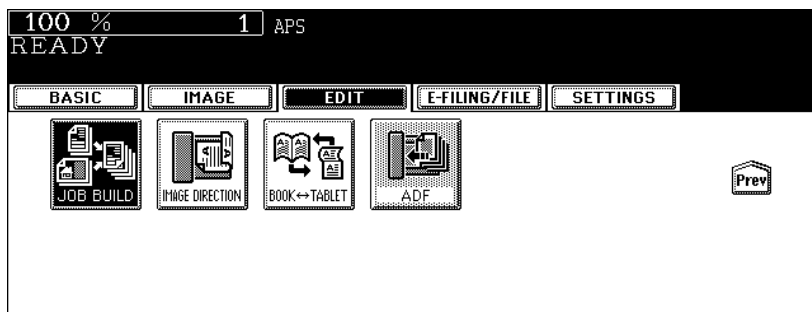 100 % 1 APS
READY
BASIC IMAGE EDIT E-FILING/FILE SETTINGS
JOB BUILD IMAGE DIRECTION BOOK↔TABLET ADF
Prev